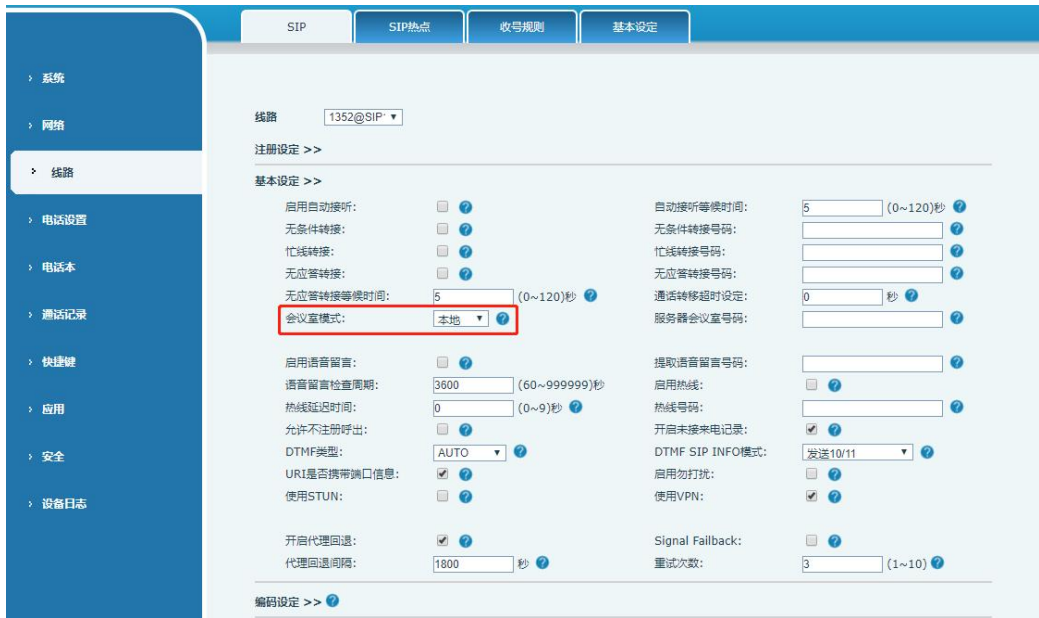 SIP SIP热点 收号规则 基本设定
系统
网络
线路
电话设置
电话本
通话记录
快捷键
应用
安全
设备日志
线路 1352@SIP
注册设定 >>
基本设定 >>
启用自动接听: 自动接听等候时间: 5 (0~120)秒
无条件转接: 无条件转接号码:
忙线转接: 忙线转接号码:
无应答转接: 无应答转接号码:
无应答转接等候时间: 5 (0~120)秒 通话转移超时设定: 0 秒
会议室模式: 本地 服务器会议室号码:
启用语音留言: 提取语音留言号码:
语音留言检查周期: 3600 (60~999999)秒 启用热线:
热线延迟时间: 0 (0~9)秒 热线号码:
允许不注册呼出: 开启未接来电记录:
DTMF类型: AUTO DTMF SIP INFO模式: 发送10/11
URI是否携带端口信息: 启用勿打扰:
使用STUN: 使用VPN:
开启代理回退: Signal Failback:
代理回退间隔: 1800 秒 重试次数: 3 (1~10)
编码设定 >>